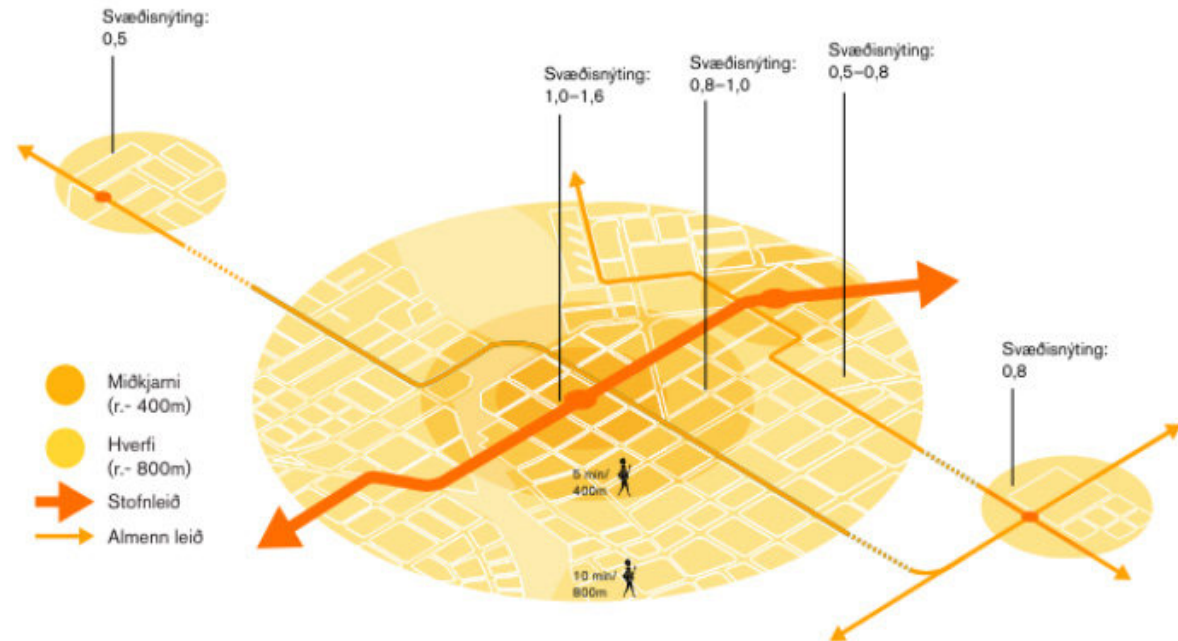 Svæðisnýting:
0,5
Svæðisnýting:
1,0–1,6
Svæðisnýting:
0,8–1,0
Svæðisnýting:
0,5–0,8
Svæðisnýting:
0,8
Miðkjarni
(r.- 400m)
Hverfi
(r.- 800m)
Stofnleið
Almenn leið
5 min/
400m
10 min/
800m